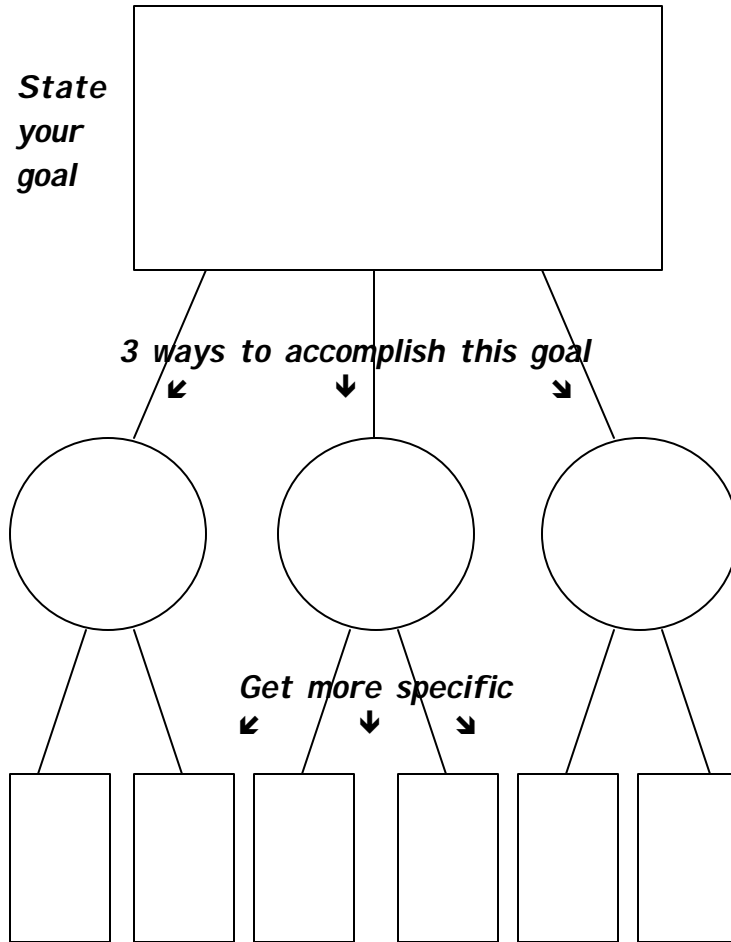 State
your
goal
3 ways to accomplish this goal
Get more specific